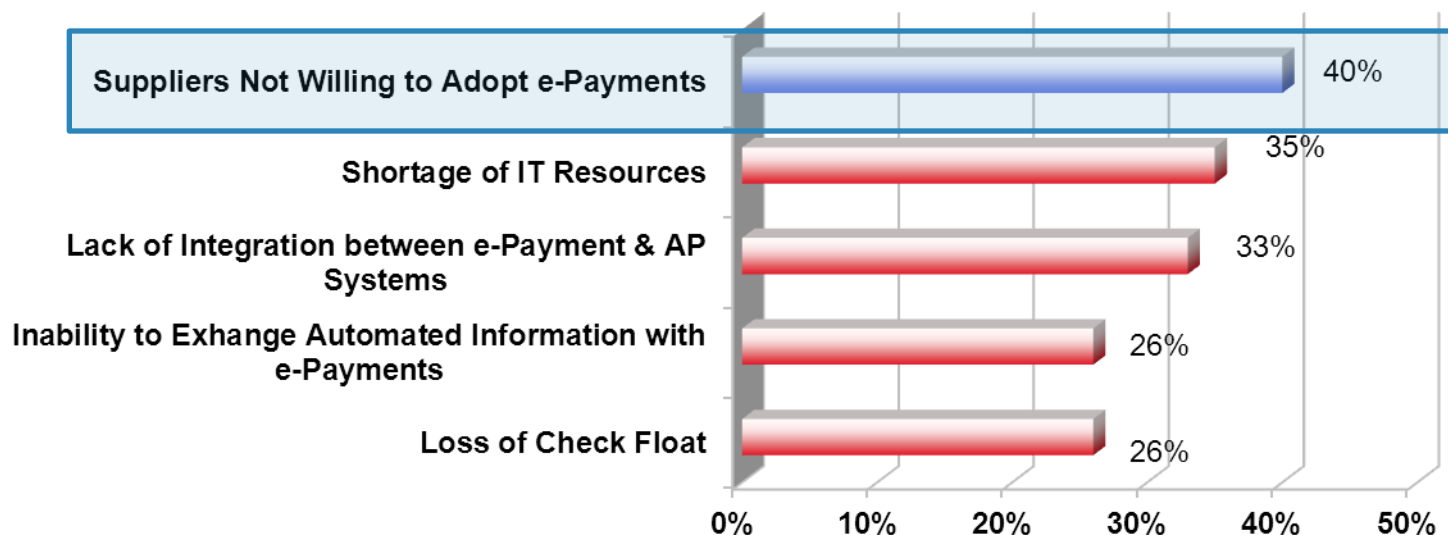 Suppliers Not Willing to Adopt e-Payments
40%
Shortage of IT Resources
35%
Lack of Integration between e-Payment & AP
Systems
33%
Inability to Exhange Automated Information with
e-Payments
26%
Loss of Check Float
26%
0% 10% 20% 30% 40% 50%